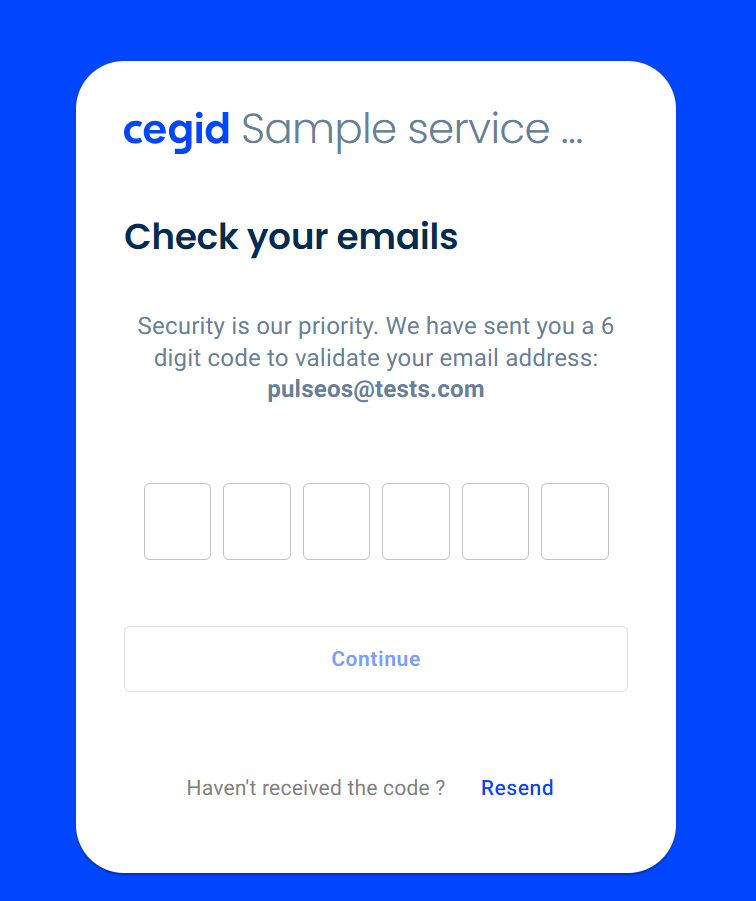 cegid Sample service ...
Check your emails
Security is our priority. We have sent you a 6
digit code to validate your email address:
pulseos@tests.com
Continue
Haven't received the code ? Resend